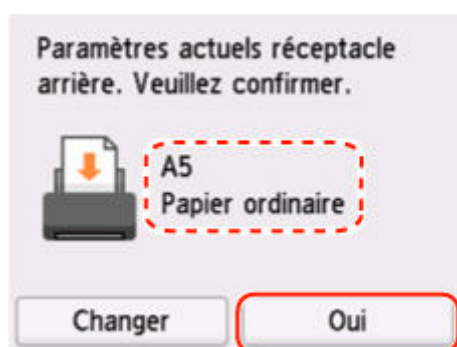 Paramètres actuels réceptacle
arrière. Veuillez confirmer.
A5
Papier ordinaire
Changer
Oui